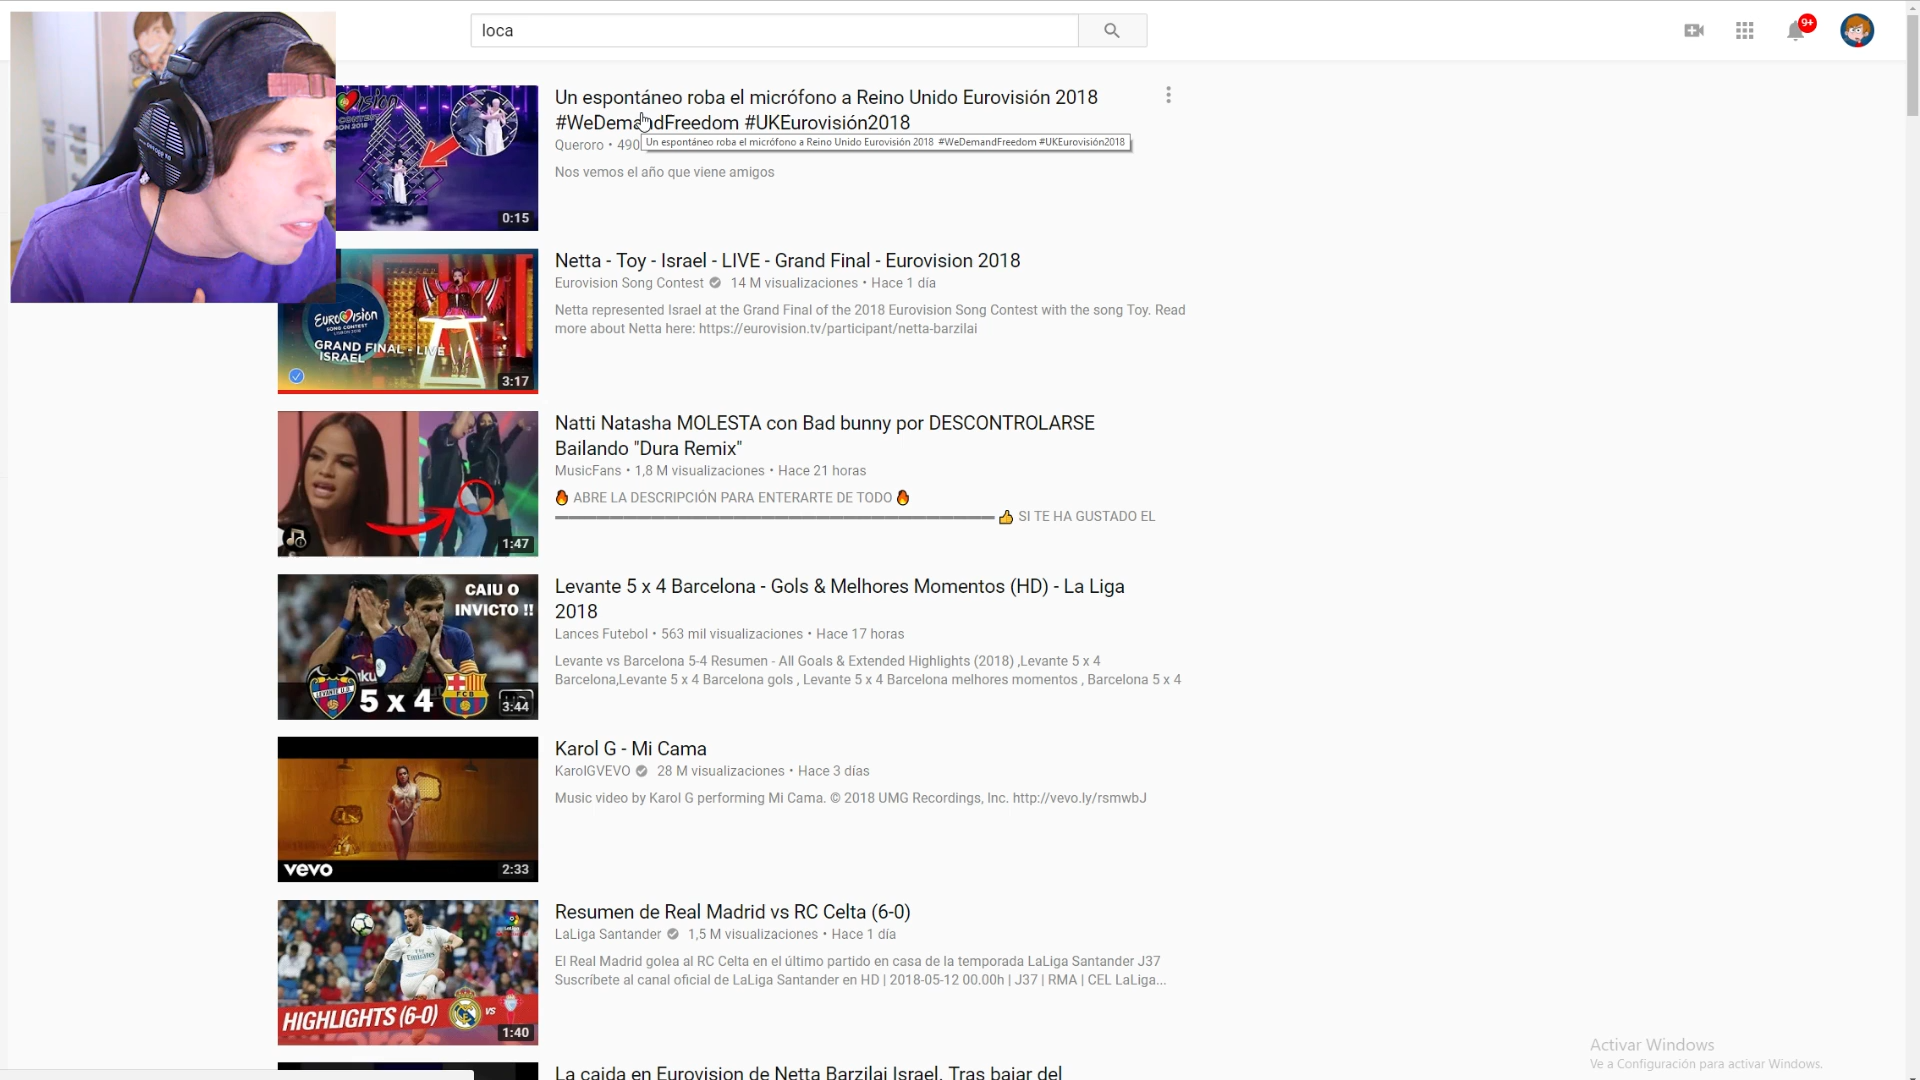 loca
9+
Un espontáneo roba el micrófono a Reino Unido Eurovisión 2018
#WeDemandFreedom #UKEurovisión2018
Queroro • 490
Un espontáneo roba el micrófono a Reino Unido Eurovisión 2018 #WeDemandFreedom #UKEurovisión2018
Nos vemos el año que viene amigos
0:15
Netta - Toy - Israel - LIVE - Grand Final - Eurovision 2018
Eurovision Song Contest 14 M visualizaciones • Hace 1 día
Netta represented Israel at the Grand Final of the 2018 Eurovision Song Contest with the song Toy. Read
more about Netta here: https://eurovision.tv/participant/netta-barzilai
EUROVISION
SONG CONTEST
GRAND FINAL - LIVE
ISRAEL
3:17
Natti Natasha MOLESTA con Bad bunny por DESCONTROLARSE
Bailando "Dura Remix"
MusicFans • 1,8 M visualizaciones • Hace 21 horas
🔥 ABRE LA DESCRIPCIÓN PARA ENTERARTE DE TODO 🔥
👍 SI TE HA GUSTADO EL
1:47
CAIU O
INVICTO !!
5 x 4
3:44
Levante 5 x 4 Barcelona - Gols & Melhores Momentos (HD) - La Liga
2018
Lances Futebol • 563 mil visualizaciones • Hace 17 horas
Levante vs Barcelona 5-4 Resumen - All Goals & Extended Highlights (2018) ,Levante 5 x 4
Barcelona,Levante 5 x 4 Barcelona gols , Levante 5 x 4 Barcelona melhores momentos , Barcelona 5 x 4
Karol G - Mi Cama
KarolGVEVO 28 M visualizaciones • Hace 3 días
Music video by Karol G performing Mi Cama. © 2018 UMG Recordings, Inc. http://vevo.ly/rsmwbJ
vevo
2:33
Resumen de Real Madrid vs RC Celta (6-0)
LaLiga Santander 1,5 M visualizaciones • Hace 1 día
El Real Madrid golea al RC Celta en el último partido en casa de la temporada LaLiga Santander J37
Suscríbete al canal oficial de LaLiga Santander en HD | 2018-05-12 00.00h | J37 | RMA | CEL LaLiga...
HIGHLIGHTS (6-0) vs
1:40
La caida en Eurovision de Netta Barzilai Israel. Tras bajar del
Activar Windows
Ve a Configuración para activar Windows.